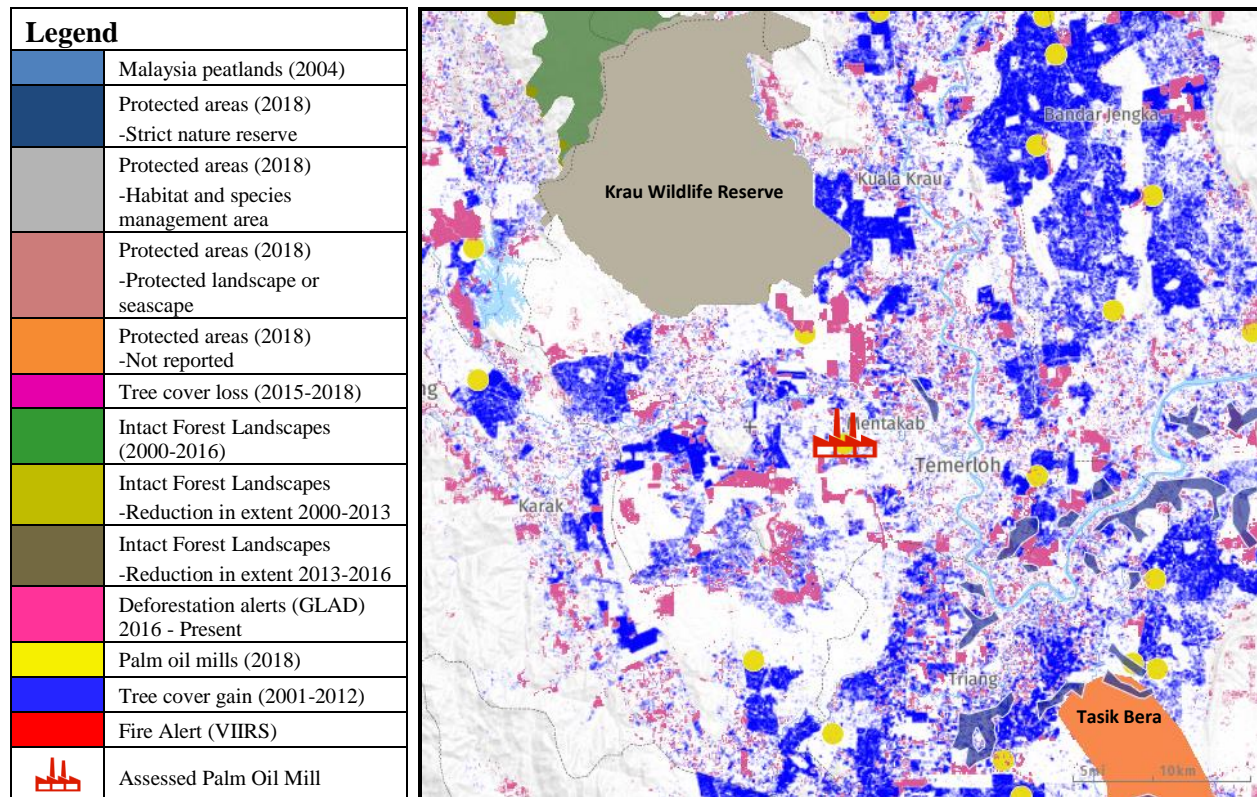 Legend
Malaysia peatlands (2004)
Protected areas (2018)
-Strict nature reserve
Protected areas (2018)
-Habitat and species
management area
Protected areas (2018)
-Protected landscape or
seascape
Protected areas (2018)
-Not reported
Tree cover loss (2015-2018)
Intact Forest Landscapes
(2000-2016)
Intact Forest Landscapes
-Reduction in extent 2000-2013
Intact Forest Landscapes
-Reduction in extent 2013-2016
Deforestation alerts (GLAD)
2016 - Present
Palm oil mills (2018)
Tree cover gain (2001-2012)
Fire Alert (VIIRS)
Assessed Palm Oil Mill
Bandar Jengka
Kuala Krau
Krau Wildlife Reserve
ng
Mentakab
Temerloh
Karak
Triang
Tasik Bera
5mi
10km